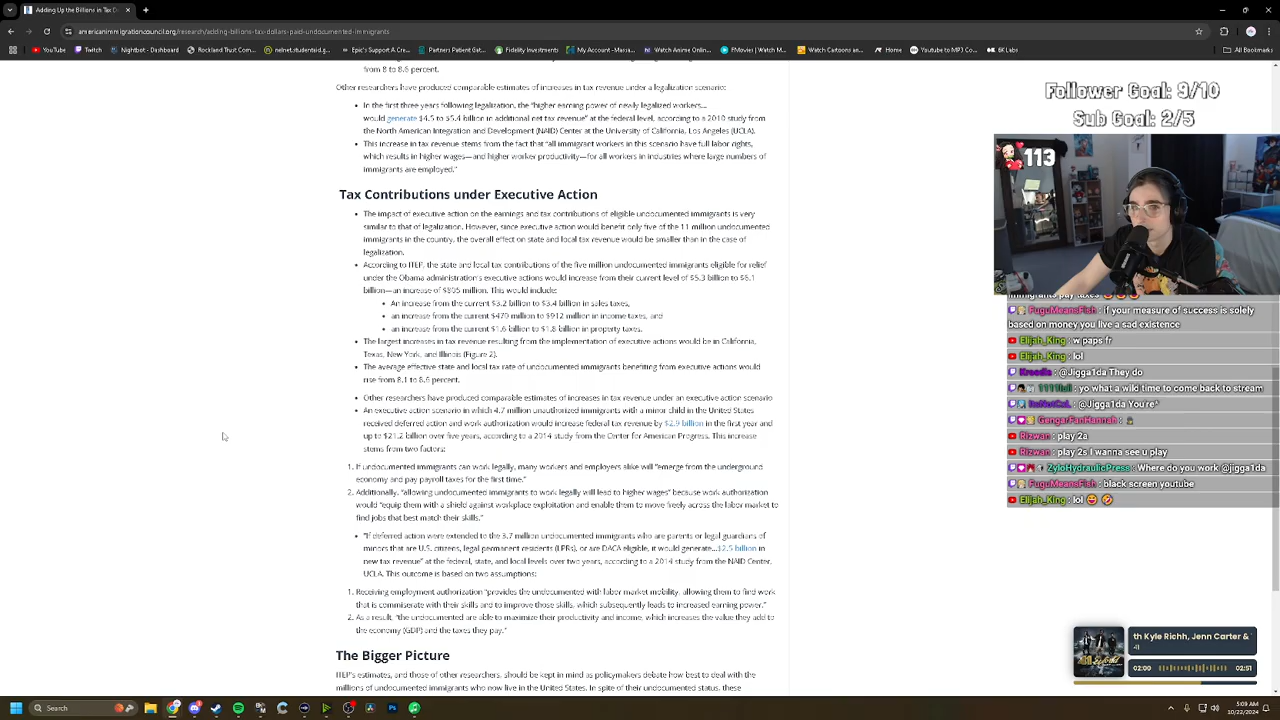 Adding Up the Billions in Tax D
americanimmigrationcouncil.org/research/adding-billions-tax-dollars-paid-undocumented-immigrants
YouTube Twitch Nightbot - Dashboard Rockland Trust Com... nelnet.studentaid.g... Epic's Support-A-Cre... Partners Patient Get... Fidelity Investments My Account - Massa... Watch Anime Onlin... FMovies | Watch M... Watch Cartoons an... Home Youtube to MP3 Co... 6K Labs All Bookmarks
from 8 to 8.6 percent.
Other researchers have produced comparable estimates of increases in tax revenue under a legalization scenario:
In the first three years following legalization, the "higher earning power of newly legalized workers...
would generate $4.5 to $5.4 billion in additional net tax revenue" at the federal level, according to a 2010 study from
the North American Integration and Development (NAID) Center at the University of California, Los Angeles (UCLA).
This increase in tax revenue stems from the fact that "all immigrant workers in this scenario have full labor rights,
which results in higher wages—and higher worker productivity—for all workers in industries where large numbers of
immigrants are employed."
Tax Contributions under Executive Action
The impact of executive action on the earnings and tax contributions of eligible undocumented immigrants is very
similar to that of legalization. However, since executive action would benefit only five of the 11 million undocumented
immigrants in the country, the overall effect on state and local tax revenue would be smaller than in the case of
legalization.
According to ITEP, the state and local tax contributions of the five million undocumented immigrants eligible for relief
under the Obama administration's executive actions would increase from their current level of $5.3 billion to $6.1
billion—an increase of $805 million. This would include:
An increase from the current $3.2 billion to $3.4 billion in sales taxes,
an increase from the current $470 million to $912 million in income taxes, and
an increase from the current $1.6 billion to $1.8 billion in property taxes.
The largest increases in tax revenue resulting from the implementation of executive actions would be in California,
Texas, New York, and Illinois (Figure 2).
The average effective state and local tax rate of undocumented immigrants benefiting from executive actions would
rise from 8.1 to 8.6 percent.
Other researchers have produced comparable estimates of increases in tax revenue under an executive action scenario
An executive action scenario in which 4.7 million unauthorized immigrants with a minor child in the United States
received deferred action and work authorization would increase federal tax revenue by $2.9 billion in the first year and
up to $21.2 billion over five years, according to a 2014 study from the Center for American Progress. This increase
stems from two factors:
1. If undocumented immigrants can work legally, many workers and employers alike will "emerge from the underground
economy and pay payroll taxes for the first time."
2. Additionally, "allowing undocumented immigrants to work legally will lead to higher wages" because work authorization
would "equip them with a shield against workplace exploitation and enable them to move freely across the labor market to
find jobs that best match their skills."
"If deferred action were extended to the 3.7 million undocumented immigrants who are parents or legal guardians of
minors that are U.S. citizens, legal permanent residents (LPRs), or are DACA eligible, it would generate...$2.5 billion in
new tax revenue" at the federal, state, and local levels over two years, according to a 2014 study from the NAID Center,
UCLA. This outcome is based on two assumptions:
1. Receiving employment authorization "provides the undocumented with labor market mobility, allowing them to find work
that is commiserate with their skills and to improve those skills, which subsequently leads to increased earning power."
2. As a result, "the undocumented are able to maximize their productivity and income, which increases the value they add to
the economy (GDP) and the taxes they pay."
The Bigger Picture
ITEP's estimates, and those of other researchers, should be kept in mind as policymakers debate how best to deal with the
millions of undocumented immigrants who now live in the United States. In spite of their undocumented status, these
Follower Goal: 9/10
Sub Goal: 2/5
113
immigrants pay taxes
FuguMeansFish : if your measure of success is solely
based on money you live a sad existence
Elijah_King : w paps fr
Elijah_King : lol
Kreedle : @Jigga1da They do
: yo what a wild time to come back to stream
: @Jigga1da You're*
GengarFanHannah :
Rizwan : play 2a
Rizwan : play 2s I wanna see u play
ZyloHydraulicPress : Where do you work @jigga1da
FuguMeansFish : black screen youtube
Elijah_King : lol
th Kyle Richh, Jenn Carter &
41
02:00 02:51
Search
5:09 AM
10/22/2024